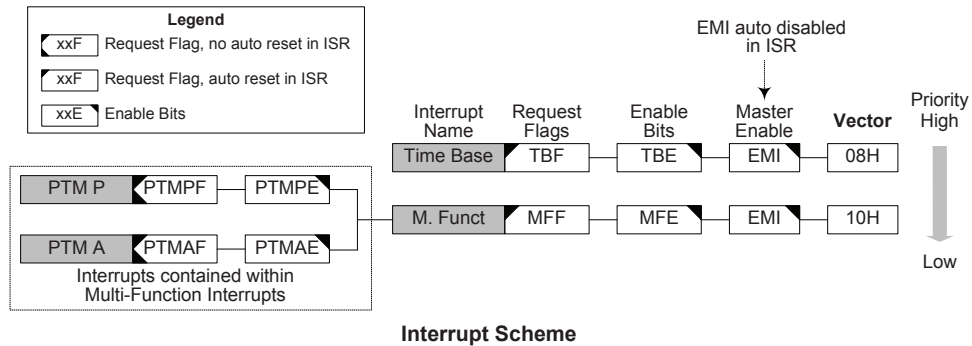 Legend
xxF Request Flag, no auto reset in ISR
xxF Request Flag, auto reset in ISR
xxE Enable Bits
EMI auto disabled
in ISR
Interrupt Name
Request Flags
Enable Bits
Master Enable
Vector
Priority
High
Time Base TBF TBE EMI 08H
PTM P PTMPF PTMPE
M. Funct MFF MFE EMI 10H
PTM A PTMAF PTMAE
Low
Interrupts contained within
Multi-Function Interrupts
Interrupt Scheme